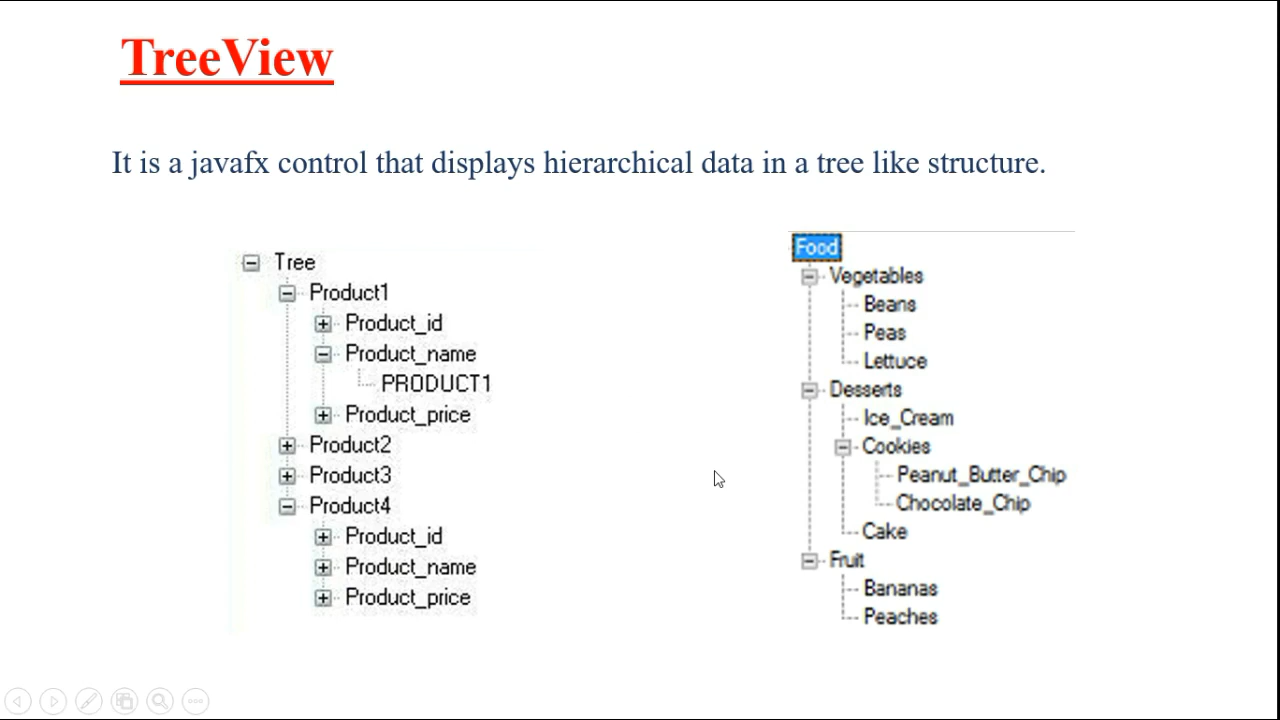 TreeView
It is a javafx control that displays hierarchical data in a tree like structure.
Tree
Product1
Product_id
Product_name
PRODUCT1
Product_price
Product2
Product3
Product4
Product_id
Product_name
Product_price
Food
Vegetables
Beans
Peas
Lettuce
Desserts
Ice_Cream
Cookies
Peanut_Butter_Chip
Chocolate_Chip
Cake
Fruit
Bananas
Peaches